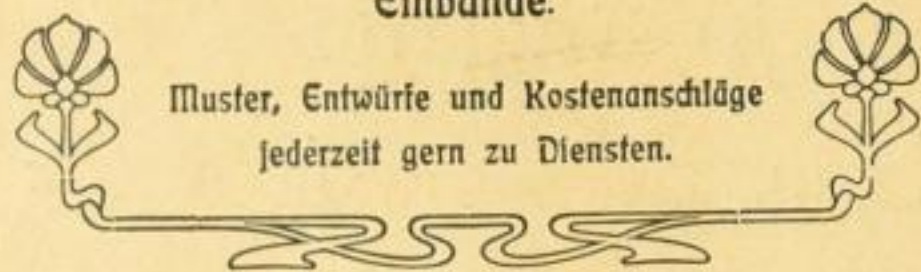 Einbände.
Muster, Entwürfe und Kostenanschläge
jederzeit gern zu Diensten.